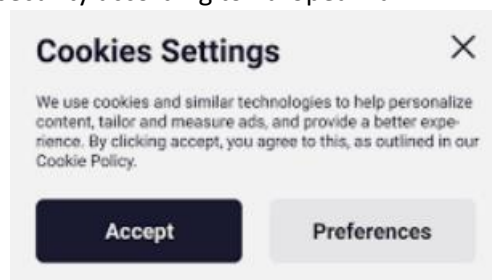 Cookies Settings
We use cookies and similar technologies to help personalize
content, tailor and measure ads, and provide a better expe-
rience. By clicking accept, you agree to this, as outlined in our
Cookie Policy.
Accept
Preferences